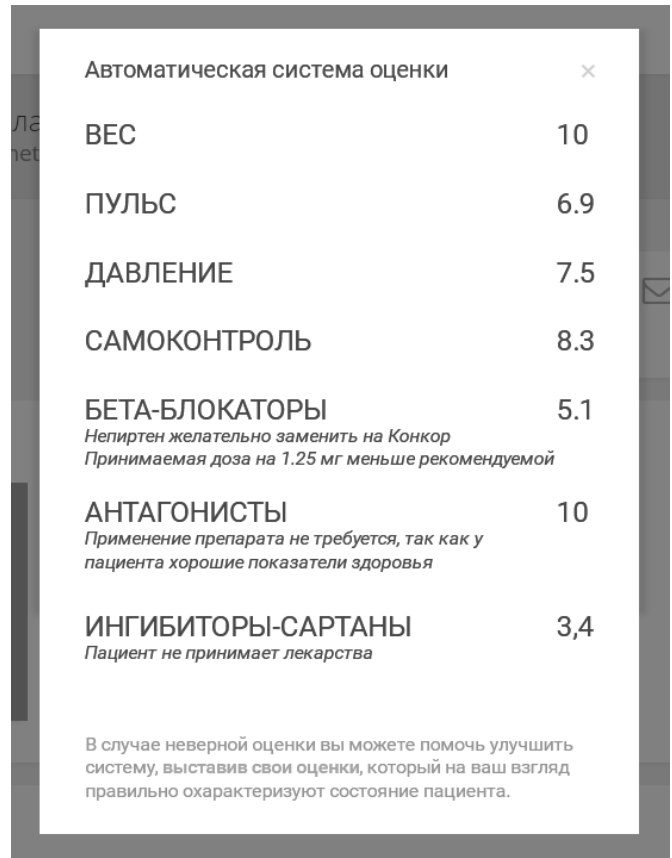 Автоматическая система оценки ×
ла
net
ВЕС 10
ПУЛЬС 6.9
ДАВЛЕНИЕ 7.5
САМОКОНТРОЛЬ 8.3
БЕТА-БЛОКАТОРЫ 5.1
Непиртен желательно заменить на Конкор
Принимаемая доза на 1.25 мг меньше рекомендуемой
АНТАГОНИСТЫ 10
Применение препарата не требуется, так как у
пациента хорошие показатели здоровья
ИНГИБИТОРЫ-САРТАНЫ 3,4
Пациент не принимает лекарства
В случае неверной оценки вы можете помочь улучшить
систему, выставив свои оценки, который на ваш взгляд
правильно охарактеризуют состояние пациента.